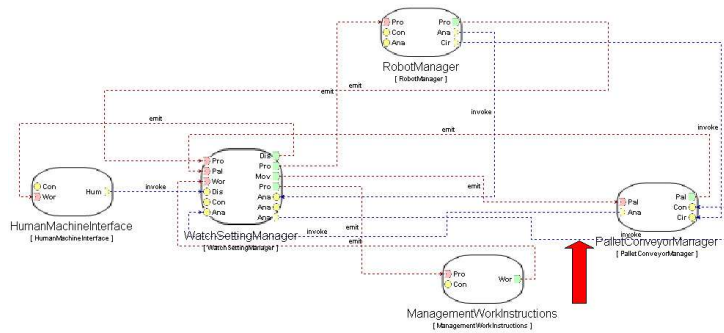 Pro
Con
Ana
Pro
Ana
Cir
RobotManager
[ RobotManager ]
emit
emit
invoke
emit
emit
Con
Wor
Hum
invoke
HumanMachineInterface
[ HumanMachineInterface ]
Pro
Pal
Wor
Dis
Con
Ana
Dis
Pro
Mov
Pro
Ana
Ana
Ana
WatchSettingManager
[ WatchSettingManager ]
emit
invoke
emit
emit
Pal
Ana
Pal
Con
Cir
invoke
PalletConveyorManager
[ PalletConveyorManager ]
Pro
Con
Wor
ManagementWorkInstructions
[ ManagementWorkInstructions ]